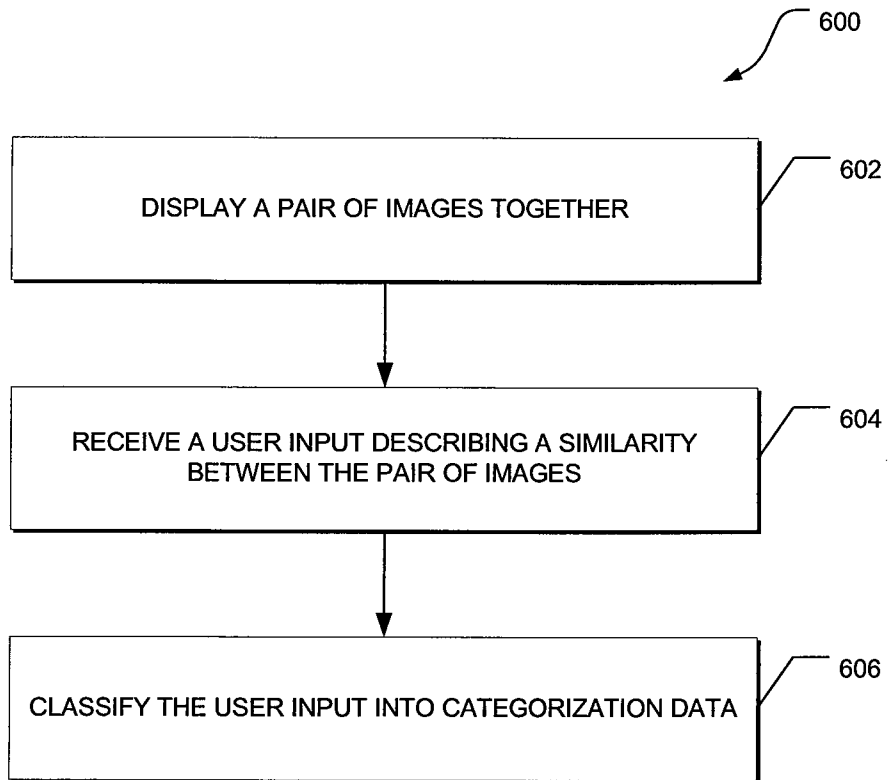 600
DISPLAY A PAIR OF IMAGES TOGETHER
602
RECEIVE A USER INPUT DESCRIBING A SIMILARITY
BETWEEN THE PAIR OF IMAGES
604
CLASSIFY THE USER INPUT INTO CATEGORIZATION DATA
606